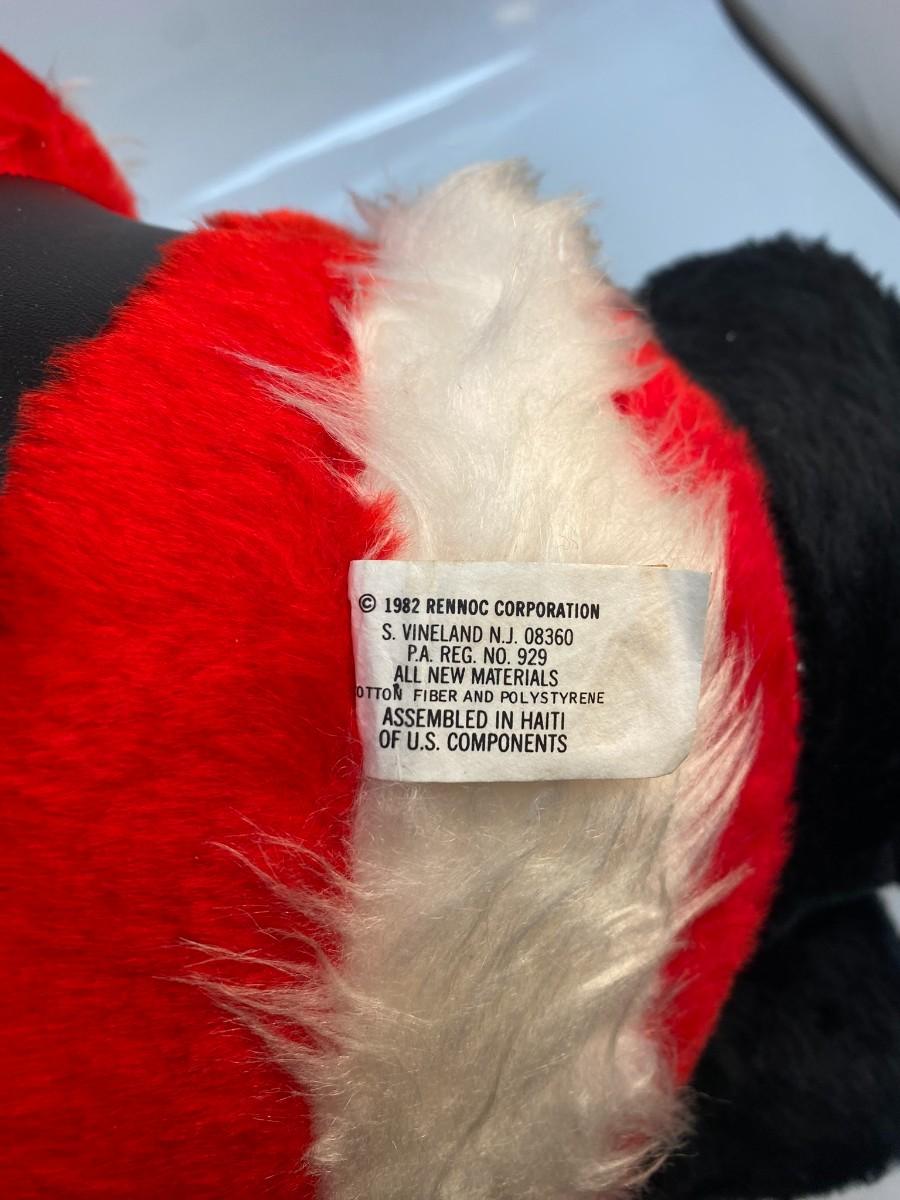 © 1982 RENNOC CORPORATION
S. VINELAND N.J. 08360
P.A. REG. NO. 929
ALL NEW MATERIALS
OTTON FIBER AND POLYSTYRENE
ASSEMBLED IN HAITI
OF U.S. COMPONENTS